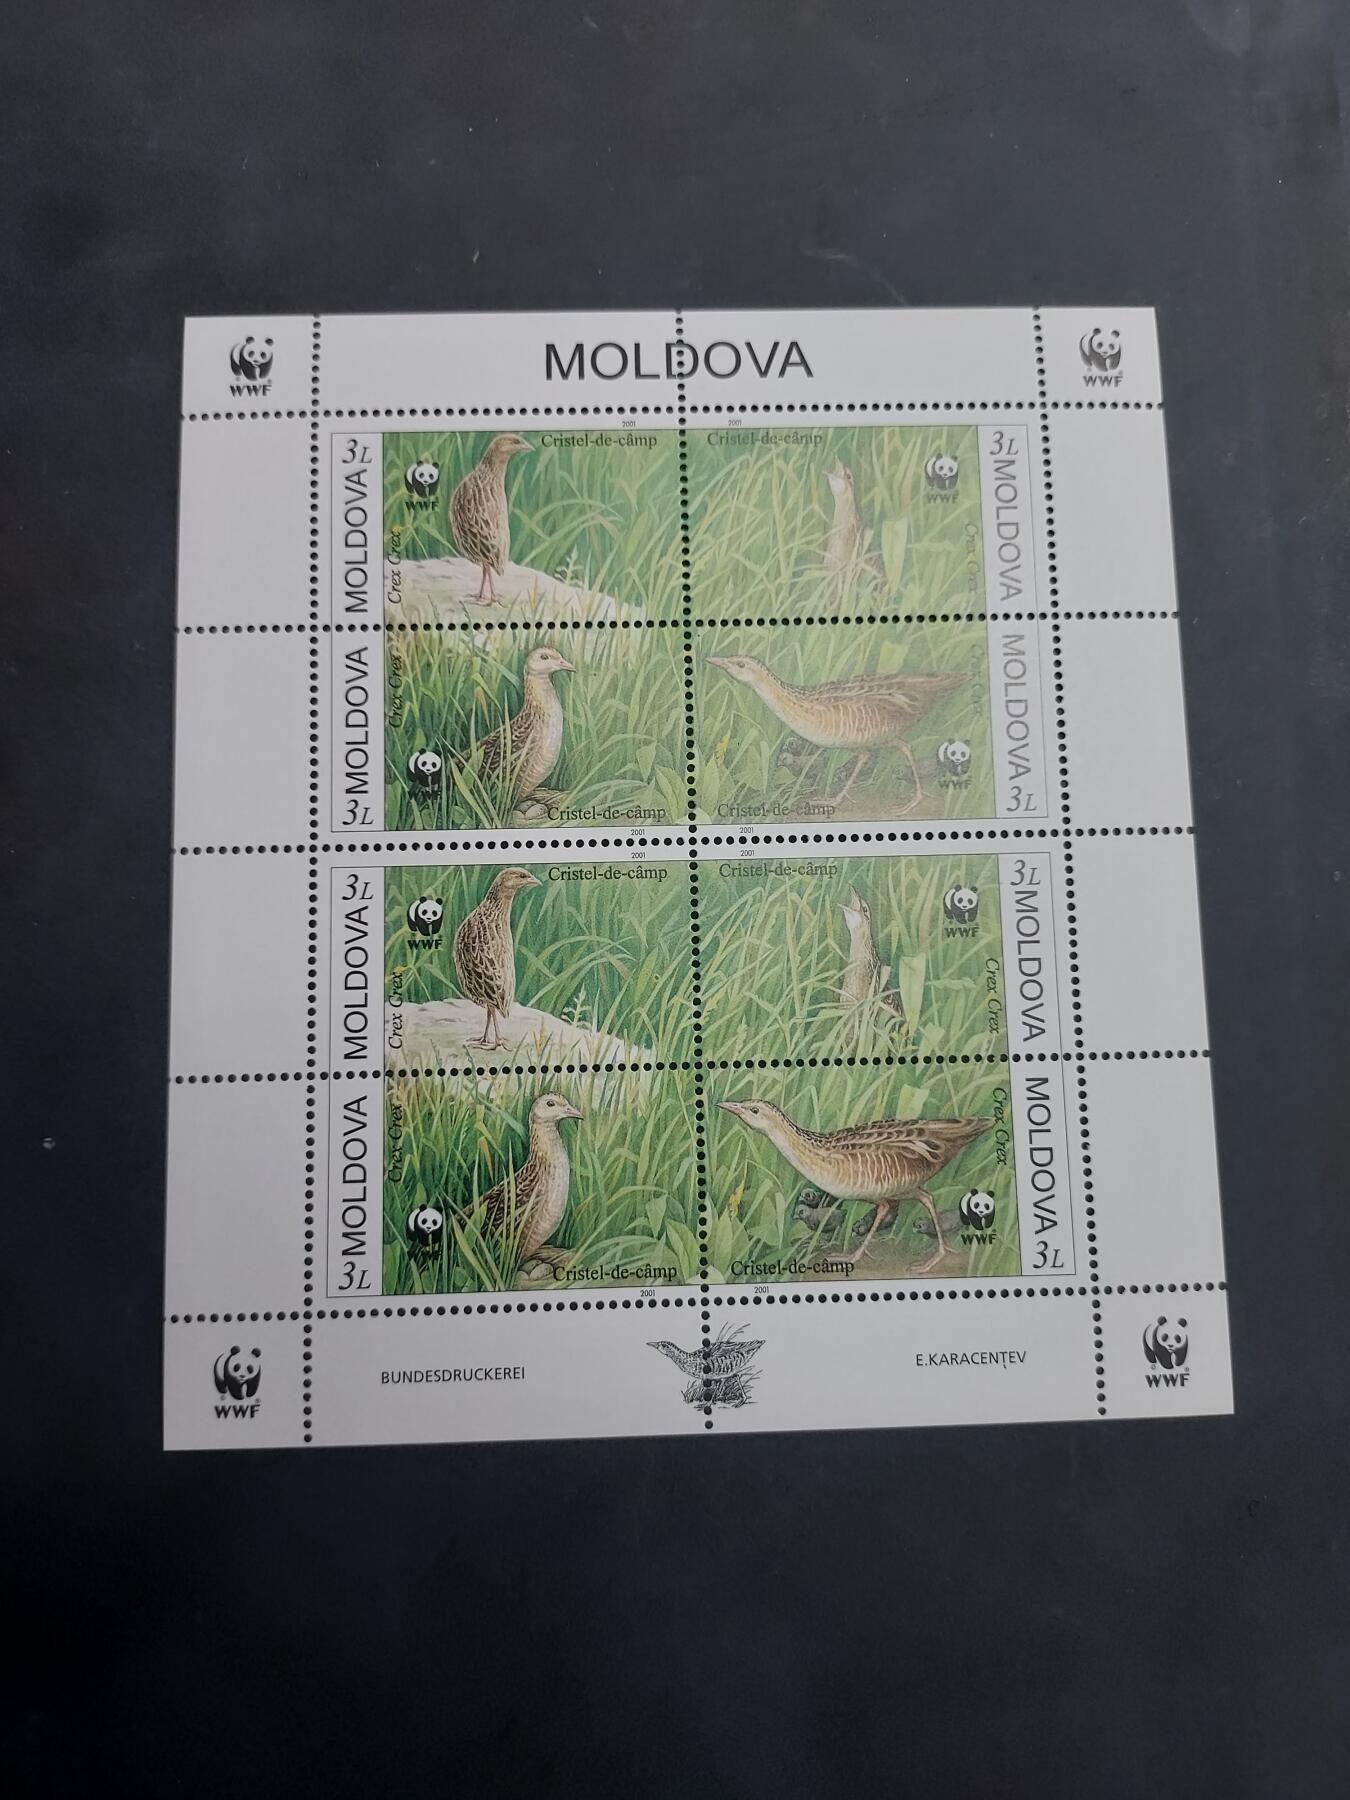 WWF
MOLDOVA
WWF
2001
2001
3L
Cristel-de-câmp
Cristel-de-câmp
3L
WWF
WWF
MOLDOVA
Crex Crex
Crex Crex
MOLDOVA
MOLDOVA
Crex Crex
Crex Crex
MOLDOVA
WWF
WWF
3L
Cristel-de-câmp
Cristel-de-câmp
3L
2001
2001
2001
2001
3L
Cristel-de-câmp
Cristel-de-câmp
3L
WWF
WWF
MOLDOVA
Crex Crex
Crex Crex
MOLDOVA
MOLDOVA
Crex Crex
Crex Crex
MOLDOVA
WWF
WWF
3L
Cristel-de-câmp
Cristel-de-câmp
3L
2001
2001
WWF
BUNDESDRUCKEREI
E.KARACENȚEV
WWF